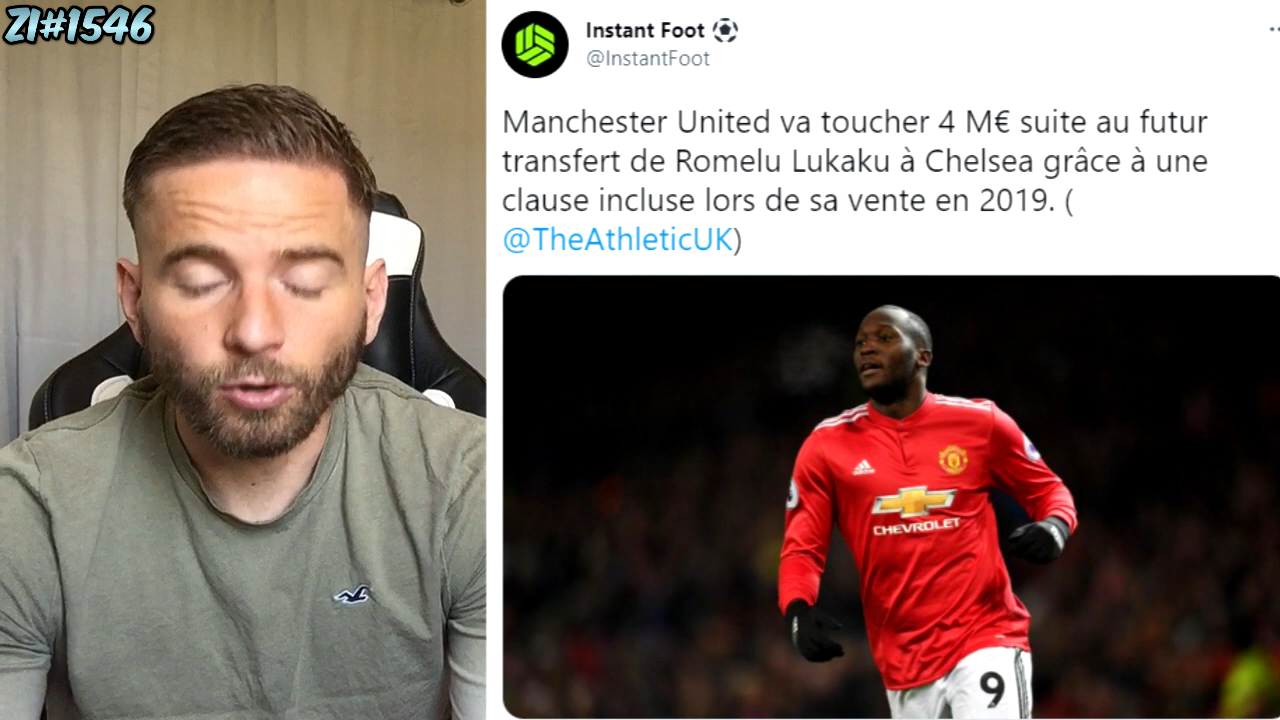 ZI#1546
Instant Foot
@InstantFoot
Manchester United va toucher 4 M€ suite au futur
transfert de Romelu Lukaku à Chelsea grâce à une
clause incluse lors de sa vente en 2019. (
@TheAthleticUK)
CHEVROLET
9